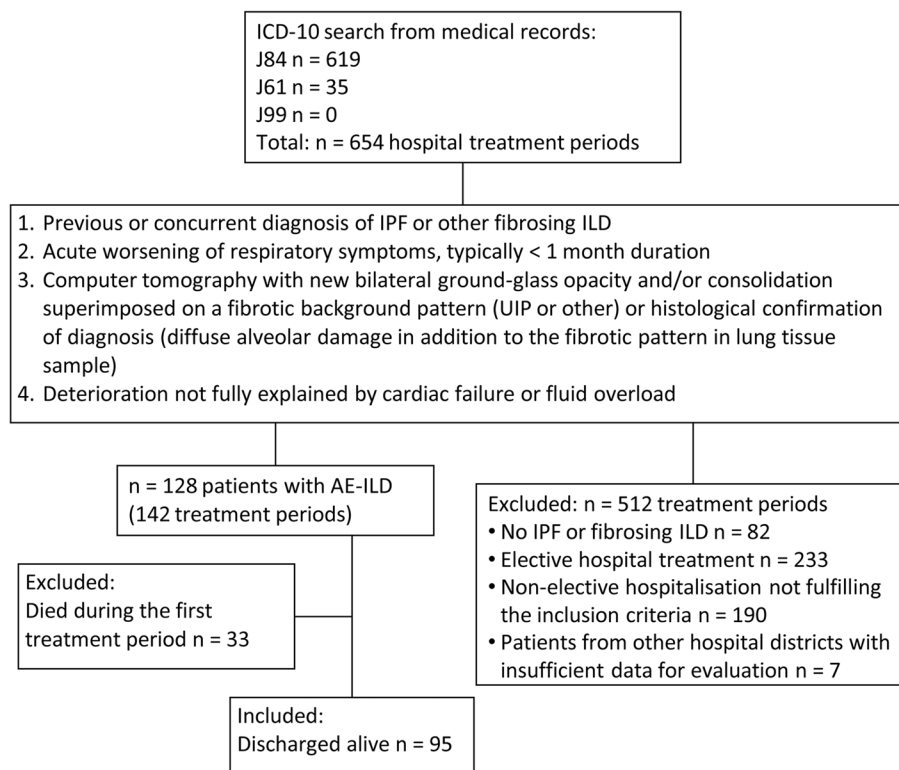 ICD-10 search from medical records:
J84 n = 619
J61 n = 35
J99 n = 0
Total: n = 654 hospital treatment periods
1. Previous or concurrent diagnosis of IPF or other fibrosing ILD
2. Acute worsening of respiratory symptoms, typically < 1 month duration
3. Computer tomography with new bilateral ground-glass opacity and/or consolidation
superimposed on a fibrotic background pattern (UIP or other) or histological confirmation
of diagnosis (diffuse alveolar damage in addition to the fibrotic pattern in lung tissue
sample)
4. Deterioration not fully explained by cardiac failure or fluid overload
n = 128 patients with AE-ILD
(142 treatment periods)
Excluded: n = 512 treatment periods
• No IPF or fibrosing ILD n = 82
• Elective hospital treatment n = 233
• Non-elective hospitalisation not fulfilling
the inclusion criteria n = 190
• Patients from other hospital districts with
insufficient data for evaluation n = 7
Excluded:
Died during the first
treatment period n = 33
Included:
Discharged alive n = 95